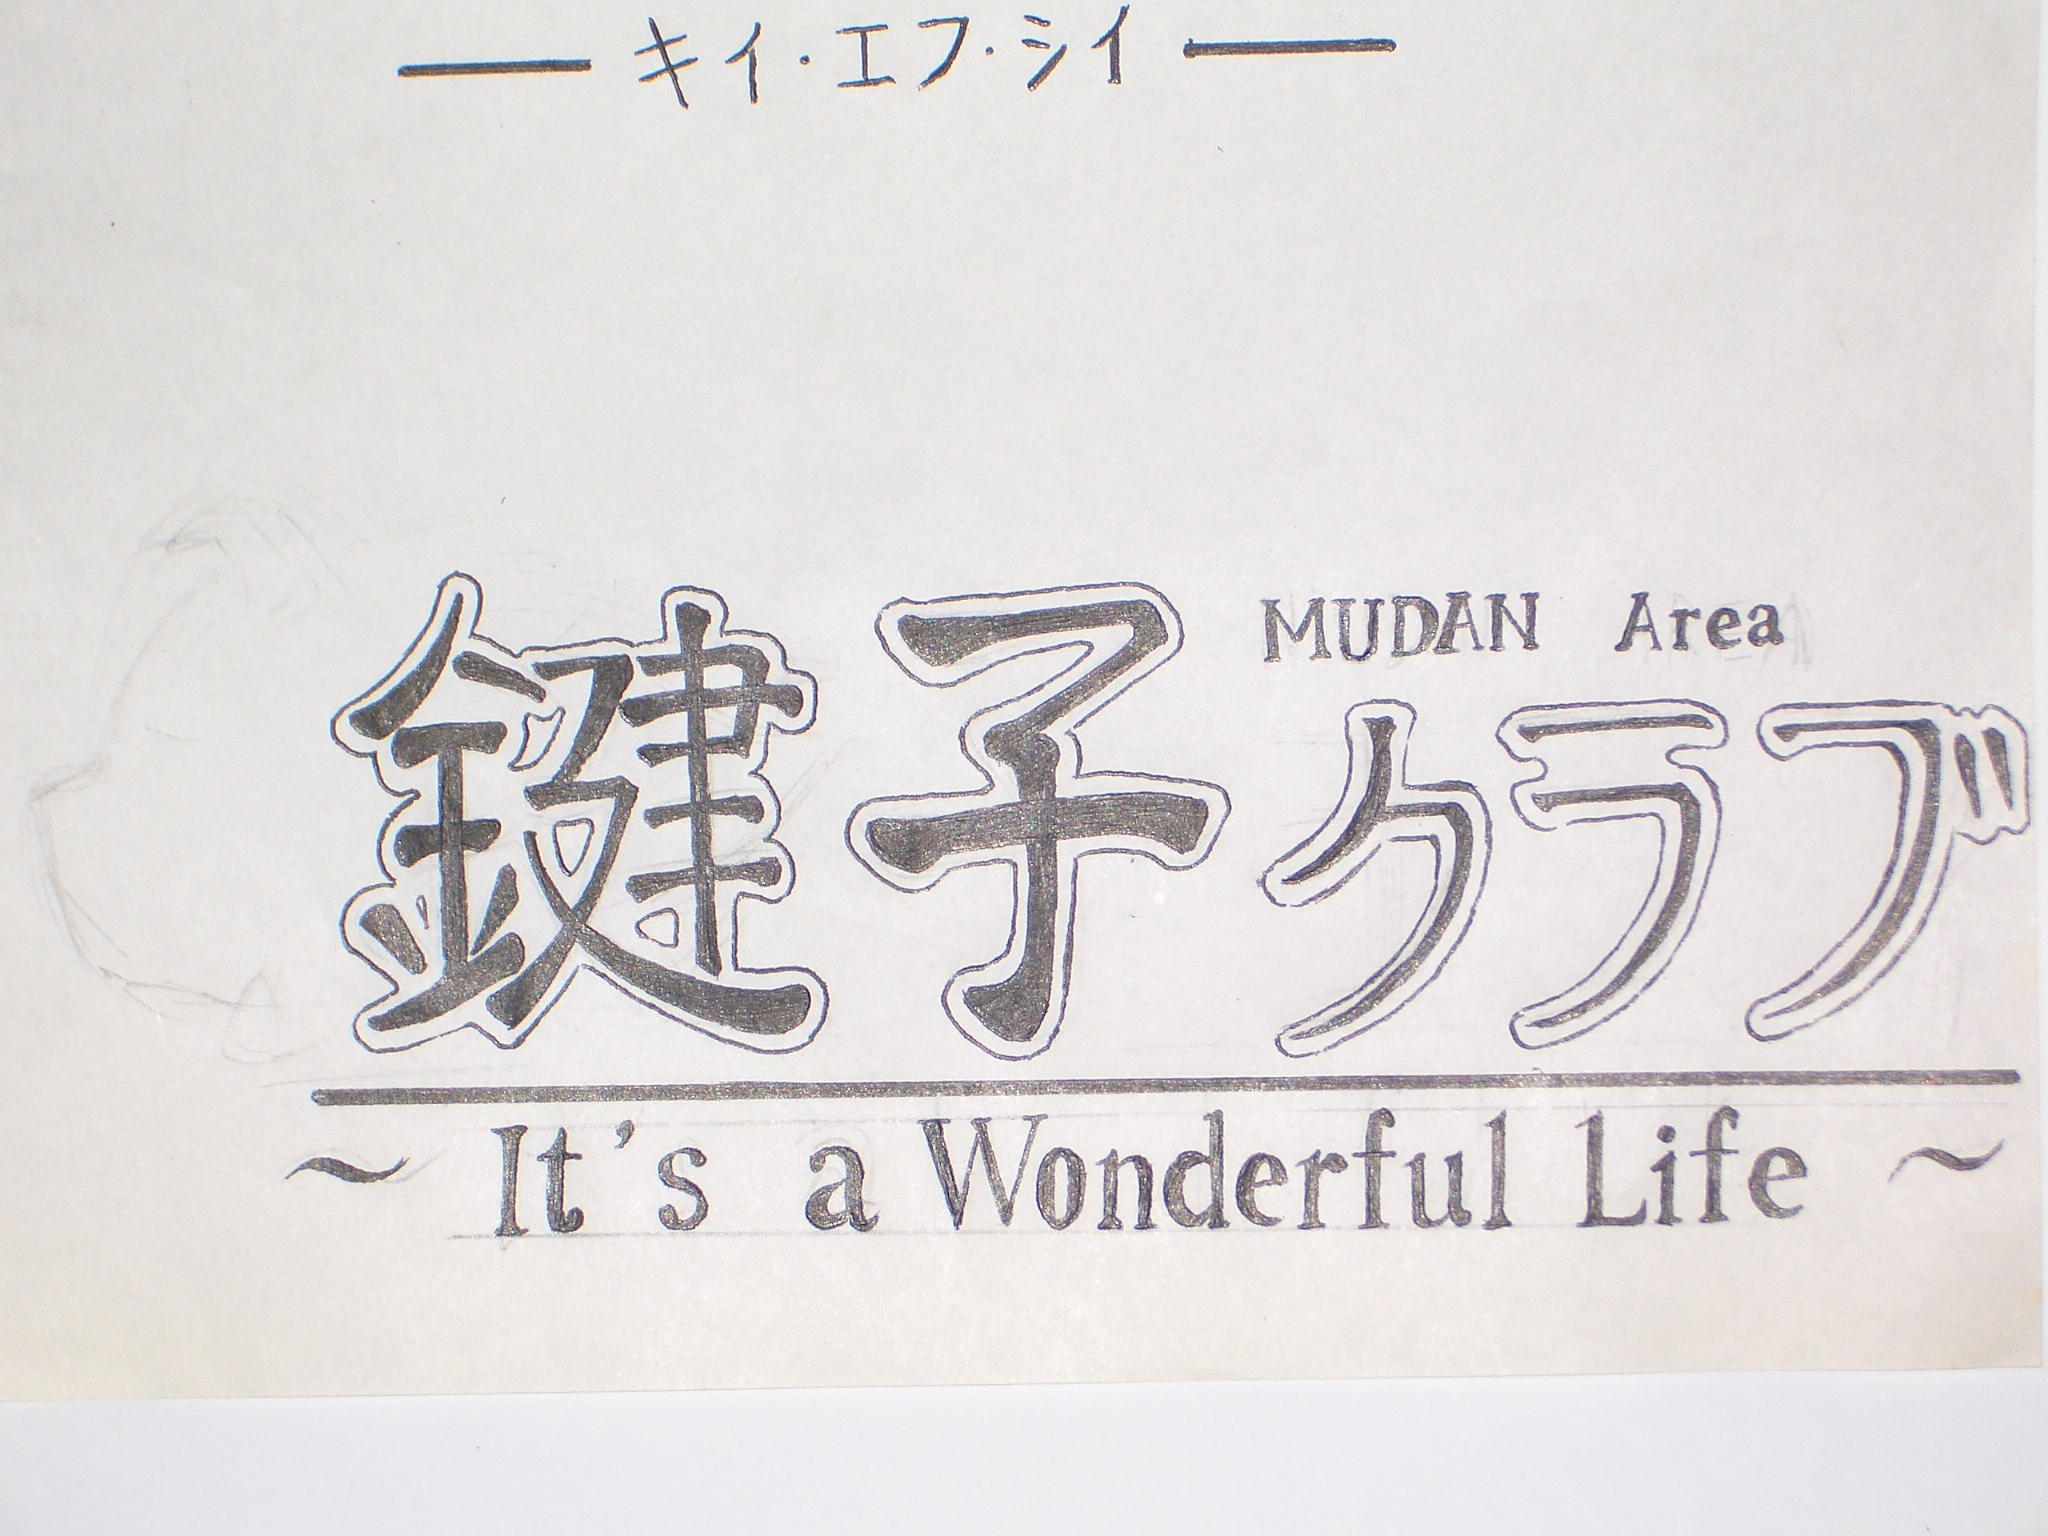 — キイ・エフ・シイ —
MUDAN Area
鍵子クラブ
~ It's a Wonderful Life ~